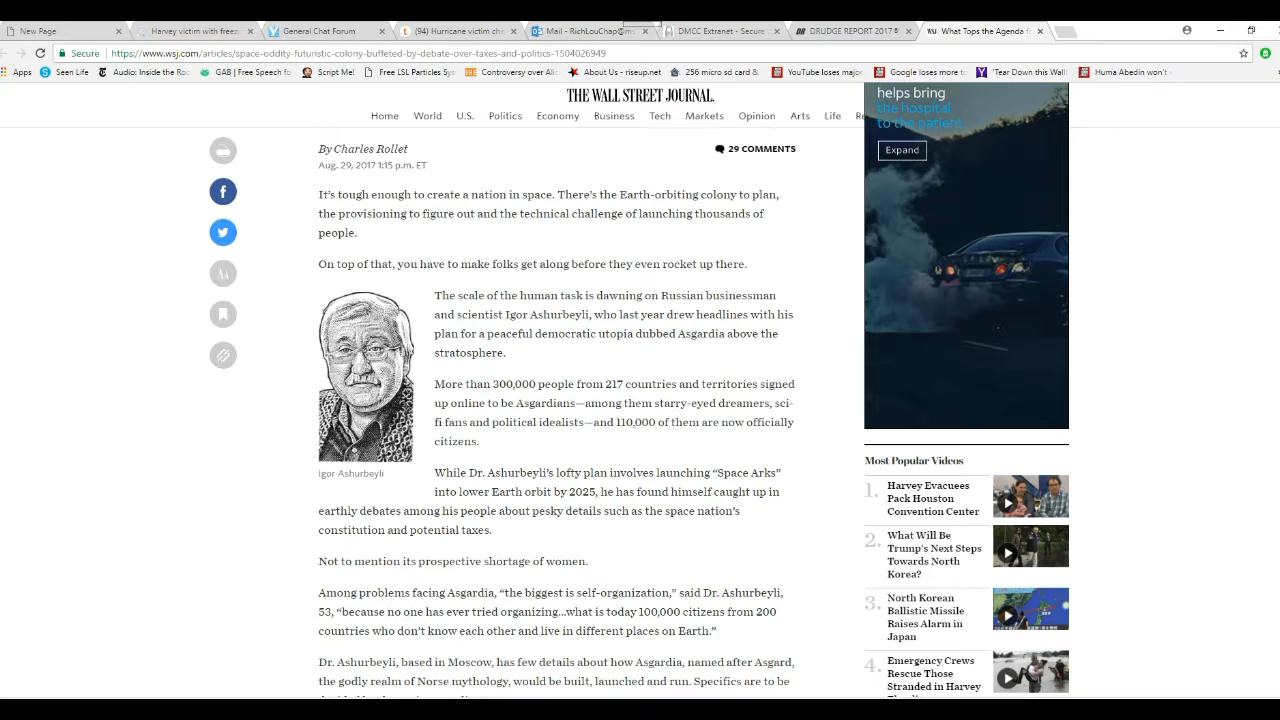 New Page
Harvey victim with freez
General Chat Forum
(94) Hurricane victim ch
Mail - RichLouChap@ms
DMCC Extranet - Secure
DRUDGE REPORT 2017®
WSJ What Tops the Agenda f
Secure https://www.wsj.com/articles/space-oddity-futuristic-colony-buffeted-by-debate-over-taxes-and-politics-1504026949
Apps Seen Life Audio: Inside the Ro GAB | Free Speech fo Script Me! Free LSL Particles Sys Controversy over Alic About Us - riseup.net 256 micro sd card & YouTube loses major Google loses more t 'Tear Down this Wall Huma Abedin won't
THE WALL STREET JOURNAL.
Home World U.S. Politics Economy Business Tech Markets Opinion Arts Life
helps bring
the hospital
to the patient
Expand
By Charles Rollet
29 COMMENTS
Aug. 29, 2017 1:15 p.m. ET
It's tough enough to create a nation in space. There's the Earth-orbiting colony to plan,
the provisioning to figure out and the technical challenge of launching thousands of
people.
On top of that, you have to make folks get along before they even rocket up there.
The scale of the human task is dawning on Russian businessman
and scientist Igor Ashurbeyli, who last year drew headlines with his
plan for a peaceful democratic utopia dubbed Asgardia above the
stratosphere.
More than 300,000 people from 217 countries and territories signed
up online to be Asgardians—among them starry-eyed dreamers, sci-
fi fans and political idealists—and 110,000 of them are now officially
citizens.
Igor Ashurbeyli
While Dr. Ashurbeyli's lofty plan involves launching “Space Arks”
into lower Earth orbit by 2025, he has found himself caught up in
earthly debates among his people about pesky details such as the space nation's
constitution and potential taxes.
Not to mention its prospective shortage of women.
Among problems facing Asgardia, “the biggest is self-organization,” said Dr. Ashurbeyli,
53, “because no one has ever tried organizing...what is today 100,000 citizens from 200
countries who don't know each other and live in different places on Earth.”
Dr. Ashurbeyli, based in Moscow, has few details about how Asgardia, named after Asgard,
the godly realm of Norse mythology, would be built, launched and run. Specifics are to be
Most Popular Videos
1. Harvey Evacuees
Pack Houston
Convention Center
2. What Will Be
Trump's Next Steps
Towards North
Korea?
3. North Korean
Ballistic Missile
Raises Alarm in
Japan
4. Emergency Crews
Rescue Those
Stranded in Harvey